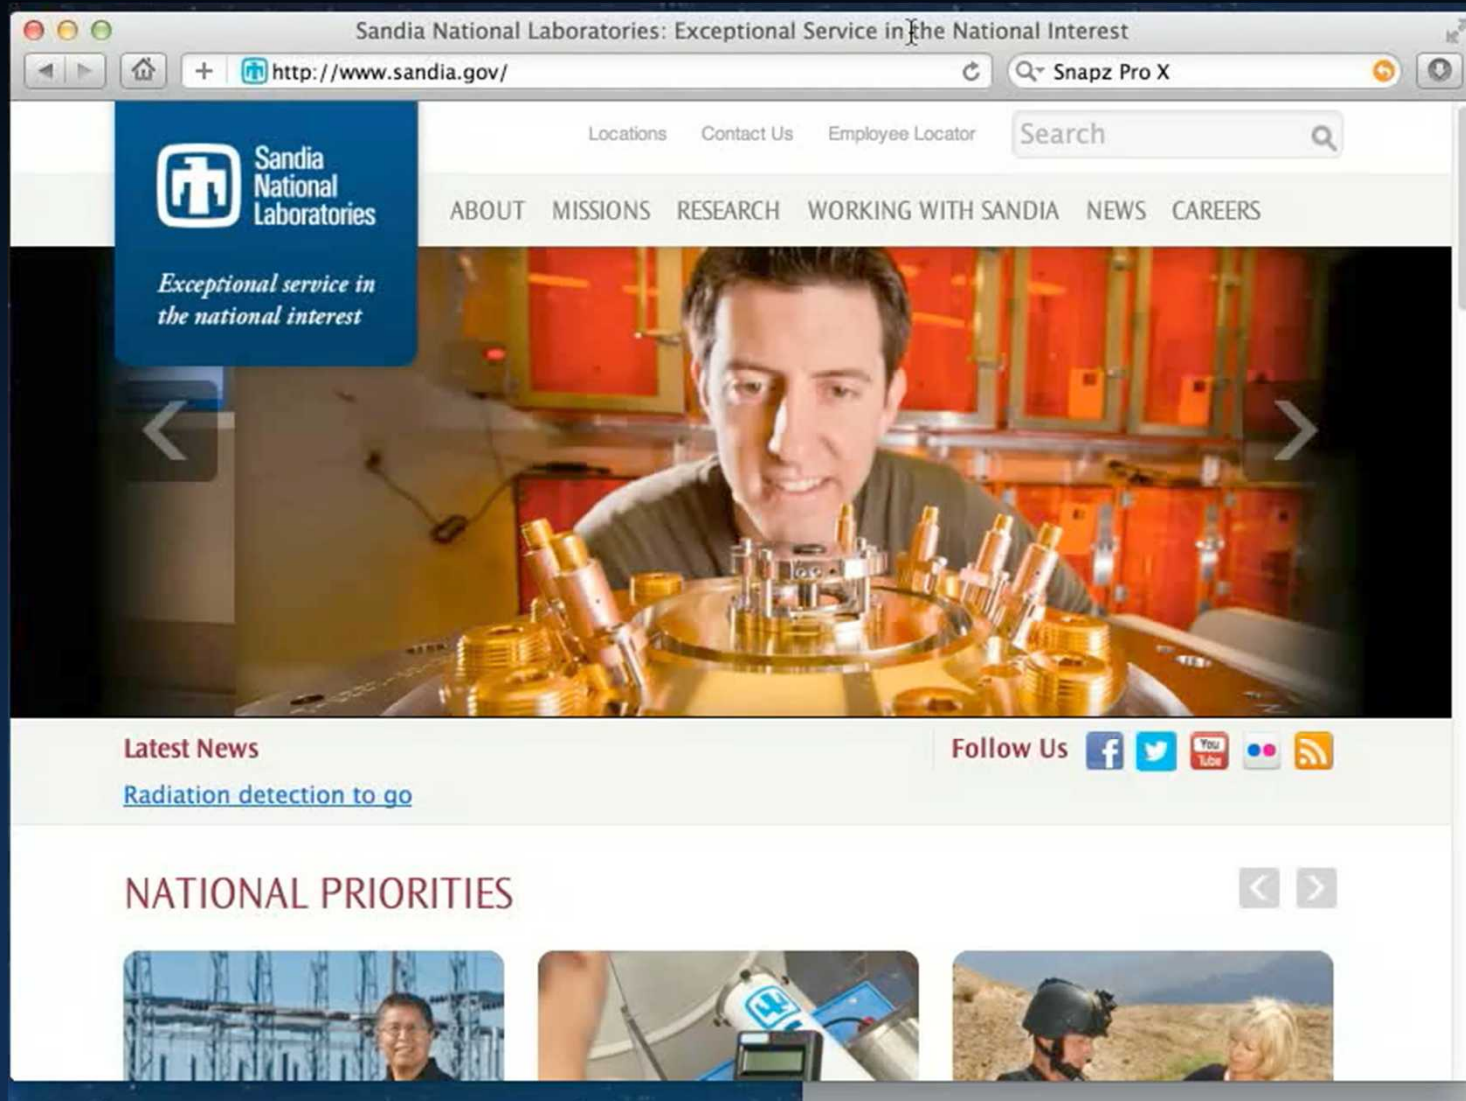 Sandia National Laboratories: Exceptional Service in the National Interest
http://www.sandia.gov/
Snapz Pro X
Sandia
National
Laboratories
Exceptional service in
the national interest
Locations Contact Us Employee Locator Search
ABOUT MISSIONS RESEARCH WORKING WITH SANDIA NEWS CAREERS
Latest News
Radiation detection to go
Follow Us
You
Tube
NATIONAL PRIORITIES